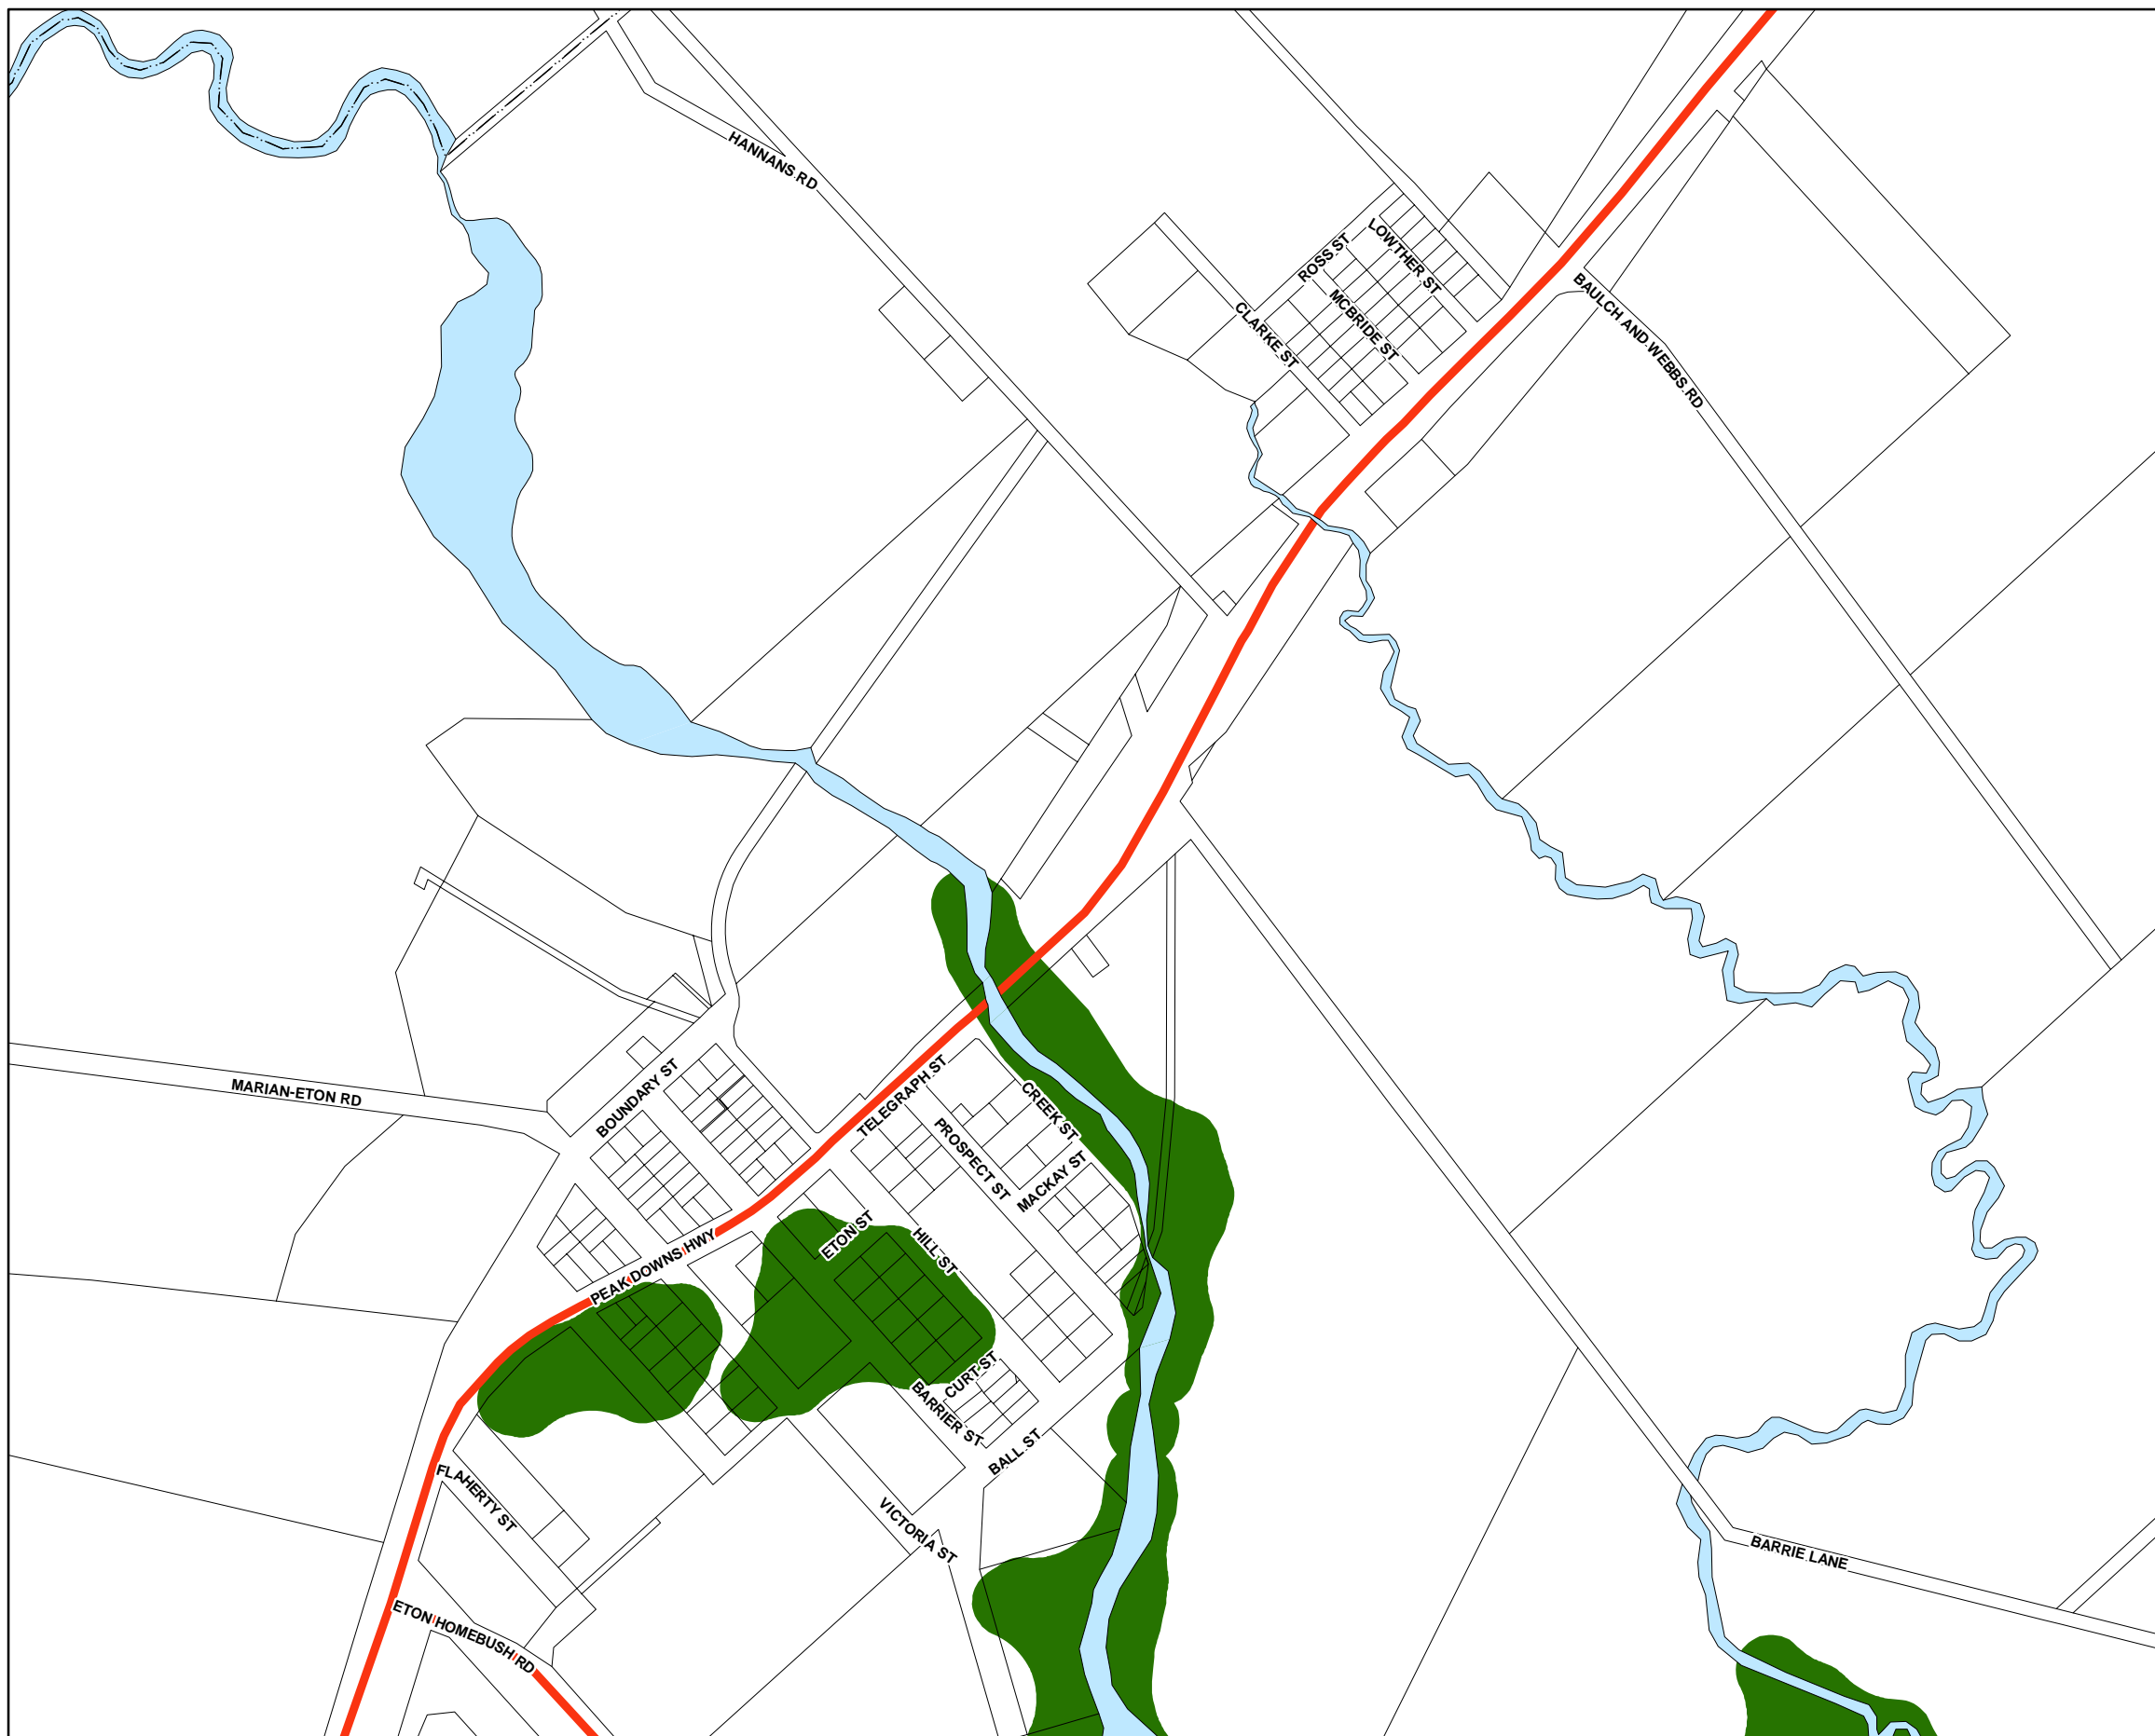 HANNANS RD
LOWTHER ST
ROSS ST
MCBRIDE ST
CLARKE ST
BAULCH AND WEBBS RD
MARIAN-ETON RD
BOUNDARY ST
TELEGRAPH ST
CREEK ST
PROSPECT ST
MACKAY ST
ETON ST
HILL ST
PEAK DOWNS HWY
CURT ST
BARRIER ST
BALL ST
FLAHERTY ST
VICTORIA ST
BARRIE LANE
ETON HOMEBUSH RD